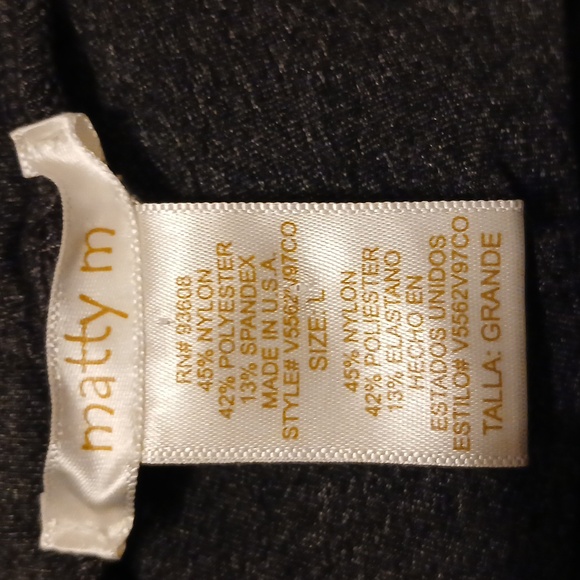 matty m
RN# 93608
45% NYLON
42% POLYESTER
13% SPANDEX
MADE IN U.S.A.
STYLE# V5562V97CO
SIZE: L
45% NYLON
42% POLIESTER
13% ELASTANO
HECHO EN
ESTADOS UNIDOS
ESTILO# V5562V97CO
TALLA: GRANDE